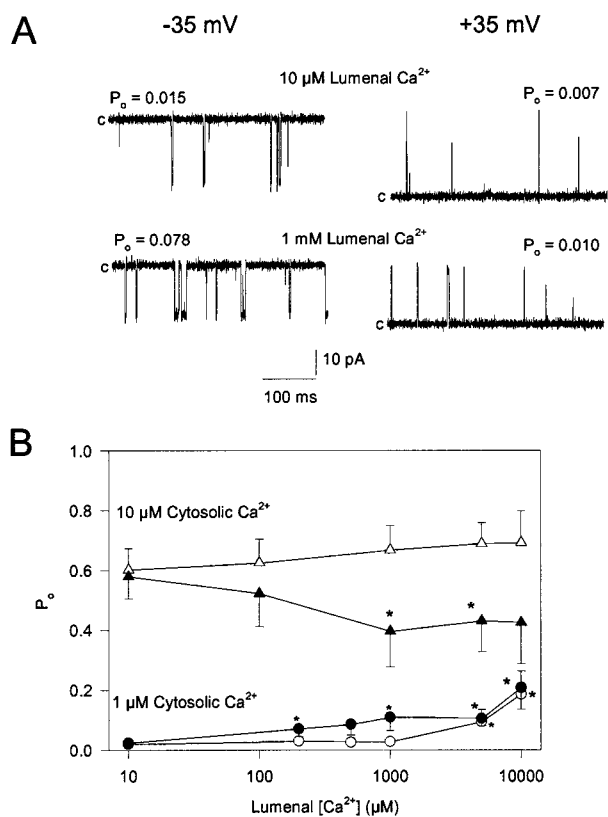 A
-35 mV
+35 mV
10 µM Lumenal Ca²⁺
Pₒ = 0.015
Pₒ = 0.007
c
c
1 mM Lumenal Ca²⁺
Pₒ = 0.078
Pₒ = 0.010
c
c
10 pA
100 ms
B
1.0
0.8
0.6
0.4
0.2
0.0
Pₒ
10 µM Cytosolic Ca²⁺
*
*
1 µM Cytosolic Ca²⁺
*
*
*
*
*
*
10
100
1000
10000
Lumenal [Ca²⁺] (µM)